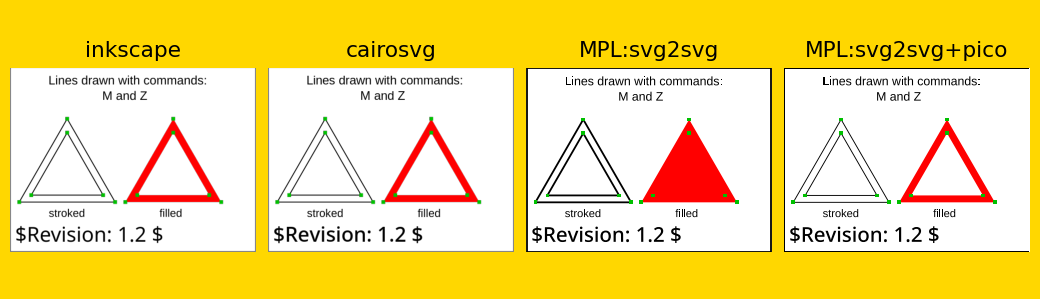 inkscape
Lines drawn with commands:
M and Z
stroked filled
$Revision: 1.2 $
cairosvg
Lines drawn with commands:
M and Z
stroked filled
$Revision: 1.2 $
MPL:svg2svg
Lines drawn with commands:
M and Z
stroked filled
$Revision: 1.2 $
MPL:svg2svg+pico
Lines drawn with commands:
M and Z
stroked filled
$Revision: 1.2 $